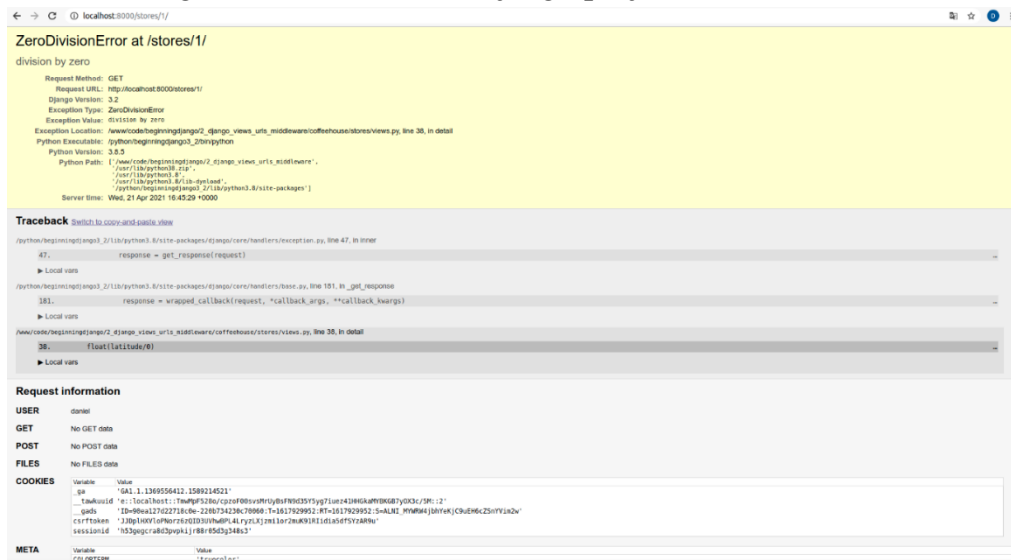 localhost:8000/stores/1/
ZeroDivisionError at /stores/1/
division by zero
Request Method: GET
Request URL: http://localhost:8000/stores/1/
Django Version: 3.2
Exception Type: ZeroDivisionError
Exception Value: division by zero
Exception Location: /www/code/beginningdjango/2_django_views_urls_middleware/coffeehouse/stores/views.py, line 38, in detail
Python Executable: /python/beginningdjango3_2/bin/python
Python Version: 3.8.5
Python Path: ['/www/code/beginningdjango/2_django_views_urls_middleware',
'/usr/lib/python38.zip',
'/usr/lib/python3.8',
'/usr/lib/python3.8/lib-dynload',
'/python/beginningdjango3_2/lib/python3.8/site-packages']
Server time: Wed, 21 Apr 2021 16:45:29 +0000
Traceback Switch to copy-and-paste view
/python/beginningdjango3_2/lib/python3.8/site-packages/django/core/handlers/exception.py, line 47, in inner
47. response = get_response(request) …
▶ Local vars
/python/beginningdjango3_2/lib/python3.8/site-packages/django/core/handlers/base.py, line 181, in _get_response
181. response = wrapped_callback(request, *callback_args, **callback_kwargs) …
▶ Local vars
/www/code/beginningdjango/2_django_views_urls_middleware/coffeehouse/stores/views.py, line 38, in detail
38. float(latitude/0) …
▶ Local vars
Request information
USER daniel
GET No GET data
POST No POST data
FILES No FILES data
COOKIES Variable Value
_ga 'GA1.1.1369556412.1589214521'
__tawkuuid
__gads
csrftoken
sessionid
META Variable Value
COLORTERM 'truecolor'